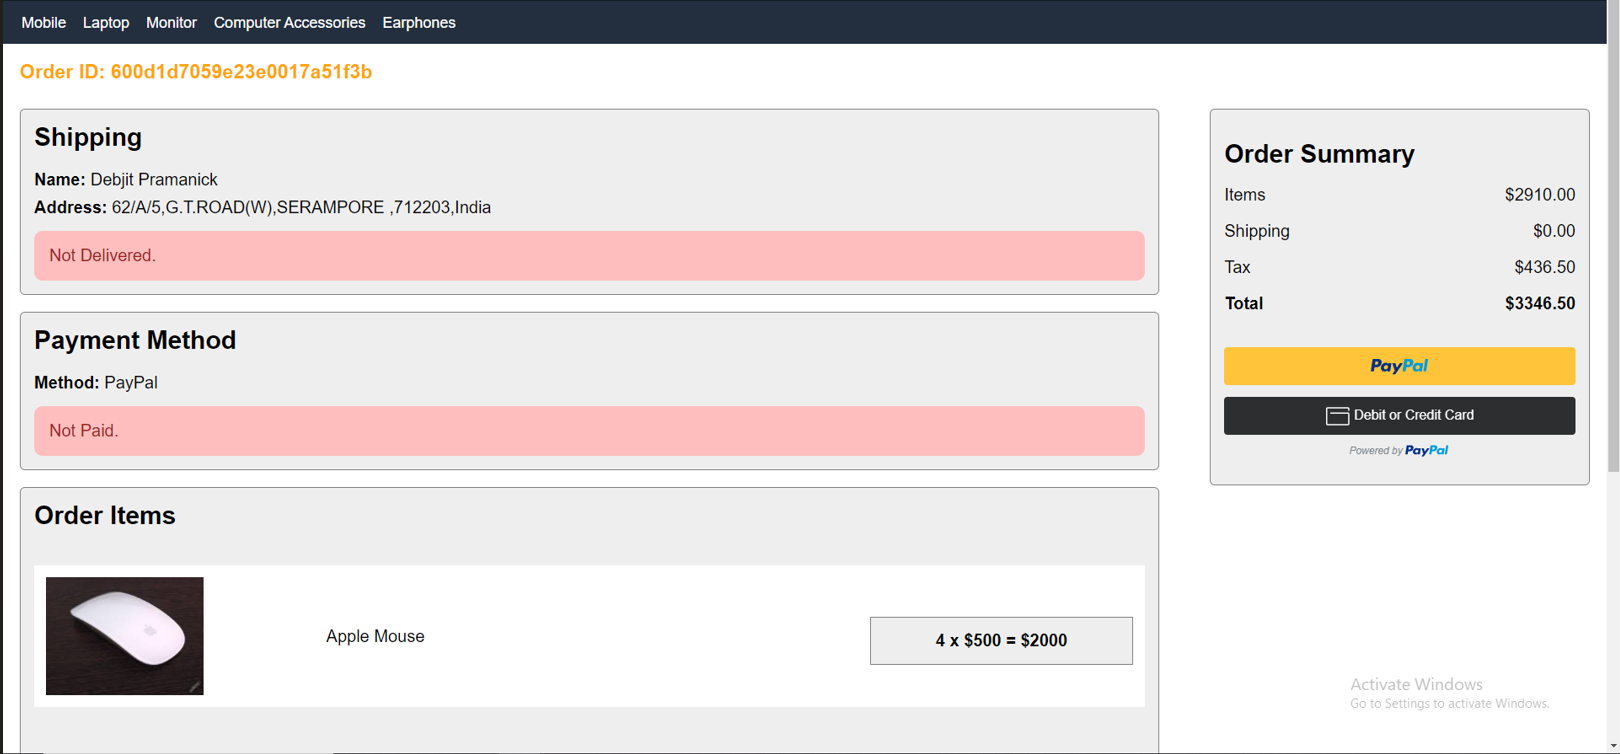 Mobile Laptop Monitor Computer Accessories Earphones
Order ID: 600d1d7059e23e0017a51f3b
Shipping
Name: Debjit Pramanick
Address: 62/A/5,G.T.ROAD(W),SERAMPORE ,712203,India
Not Delivered.
Payment Method
Method: PayPal
Not Paid.
Order Items
Apple Mouse
4 x $500 = $2000
Order Summary
Items $2910.00
Shipping $0.00
Tax $436.50
Total $3346.50
PayPal
Debit or Credit Card
Powered by PayPal
Activate Windows
Go to Settings to activate Windows.